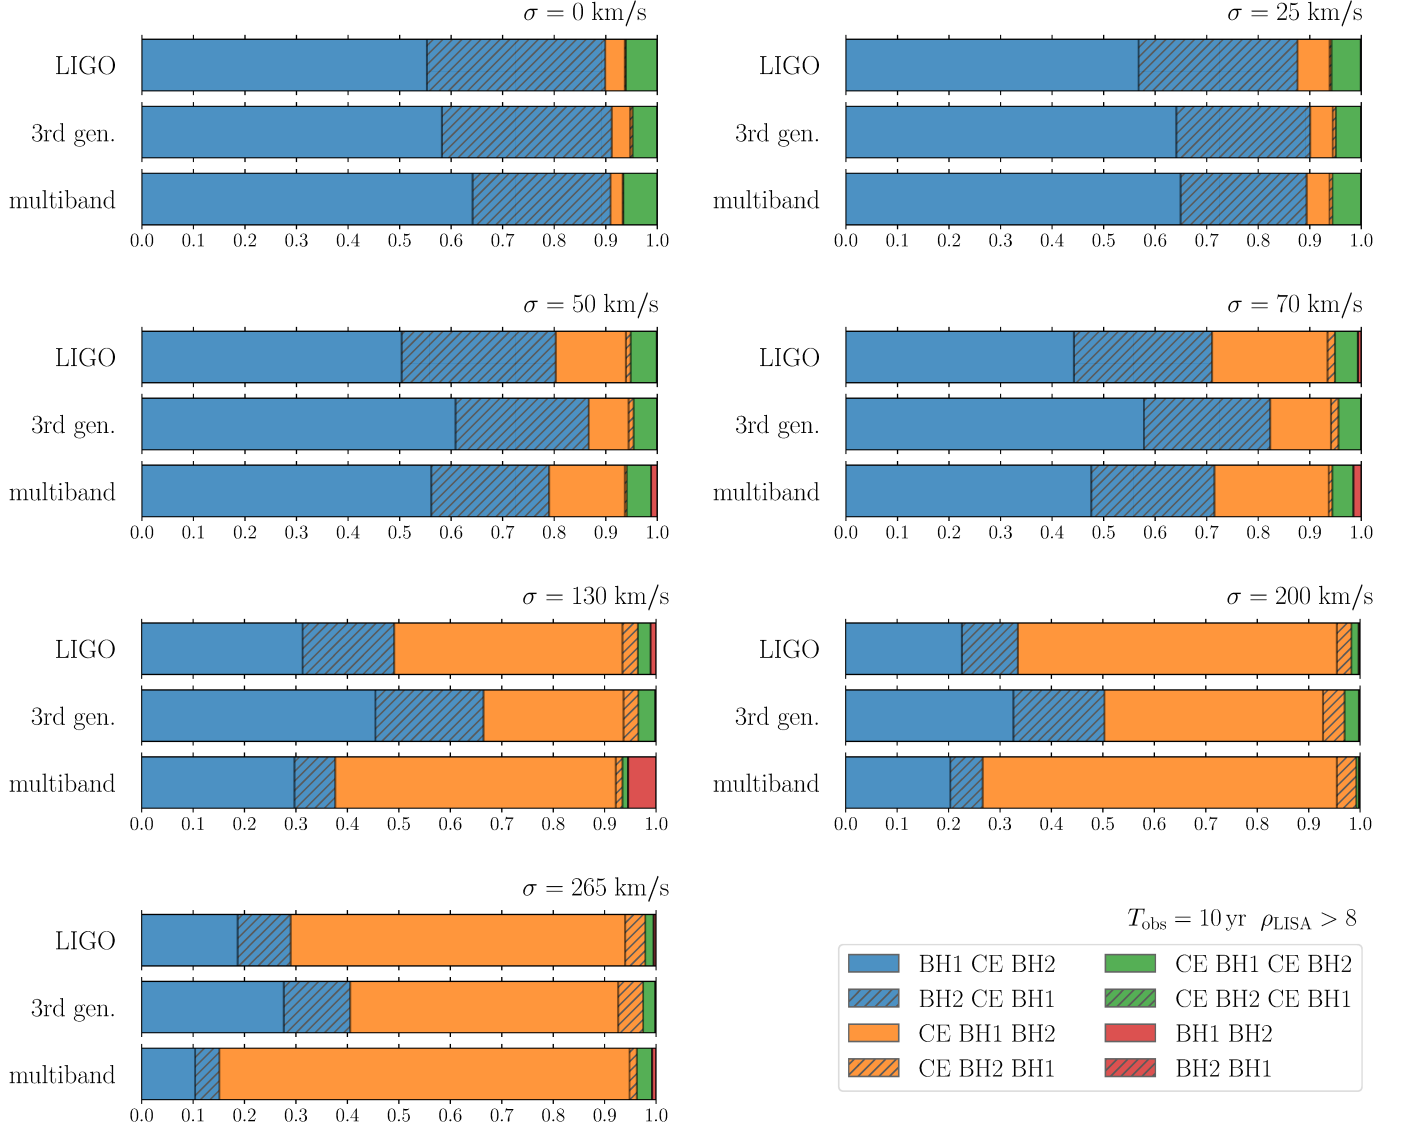 σ = 0 km/s
LIGO
3rd gen.
multiband
0.0 0.1 0.2 0.3 0.4 0.5 0.6 0.7 0.8 0.9 1.0
σ = 25 km/s
LIGO
3rd gen.
multiband
0.0 0.1 0.2 0.3 0.4 0.5 0.6 0.7 0.8 0.9 1.0
σ = 50 km/s
LIGO
3rd gen.
multiband
0.0 0.1 0.2 0.3 0.4 0.5 0.6 0.7 0.8 0.9 1.0
σ = 70 km/s
LIGO
3rd gen.
multiband
0.0 0.1 0.2 0.3 0.4 0.5 0.6 0.7 0.8 0.9 1.0
σ = 130 km/s
LIGO
3rd gen.
multiband
0.0 0.1 0.2 0.3 0.4 0.5 0.6 0.7 0.8 0.9 1.0
σ = 200 km/s
LIGO
3rd gen.
multiband
0.0 0.1 0.2 0.3 0.4 0.5 0.6 0.7 0.8 0.9 1.0
σ = 265 km/s
LIGO
3rd gen.
multiband
0.0 0.1 0.2 0.3 0.4 0.5 0.6 0.7 0.8 0.9 1.0
T_obs = 10 yr ρ_LISA > 8
BH1 CE BH2
BH2 CE BH1
CE BH1 BH2
CE BH2 BH1
CE BH1 CE BH2
CE BH2 CE BH1
BH1 BH2
BH2 BH1